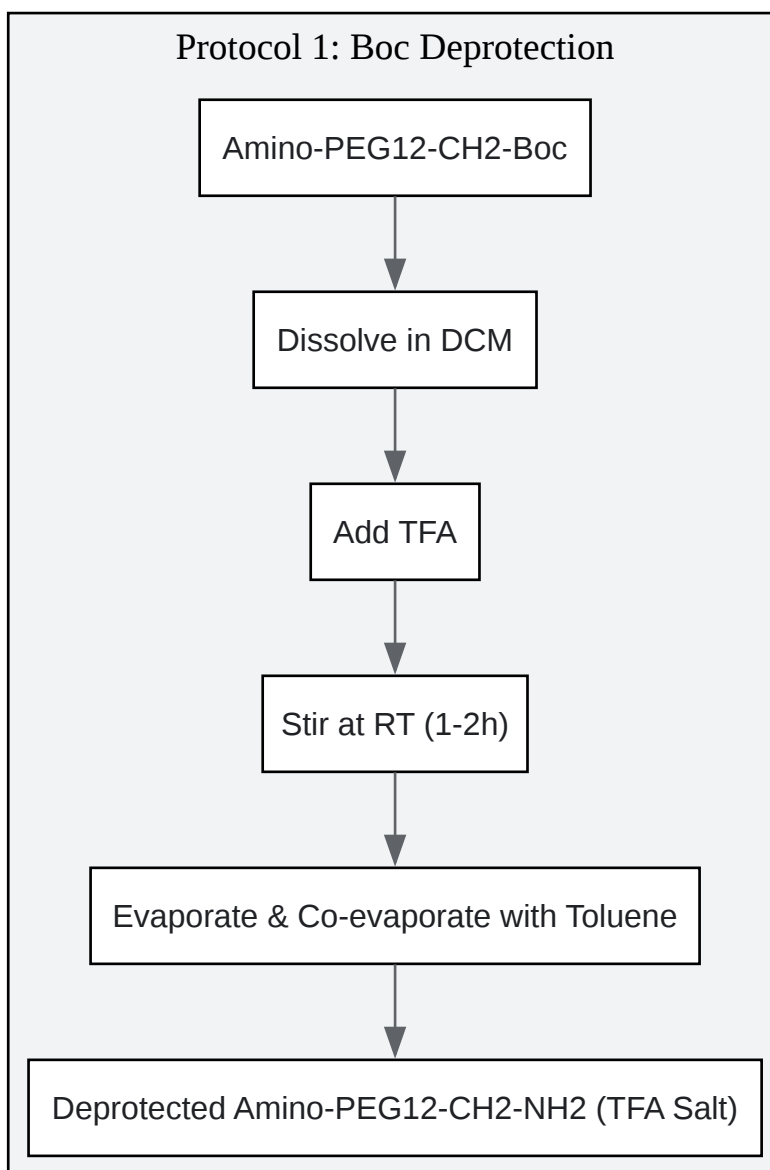 Protocol 1: Boc Deprotection
Amino-PEG12-CH2-Boc
Dissolve in DCM
Add TFA
Stir at RT (1-2h)
Evaporate & Co-evaporate with Toluene
Deprotected Amino-PEG12-CH2-NH2 (TFA Salt)